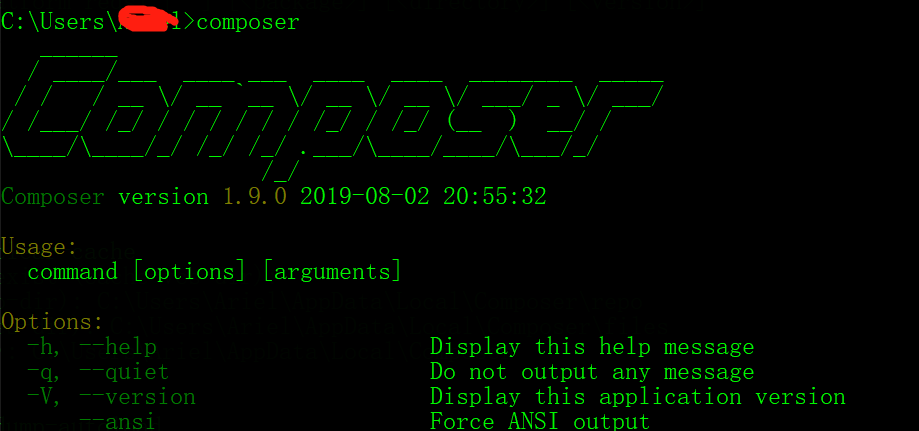 C:\Users\ l>composer
Composer
Composer version 1.9.0 2019-08-02 20:55:32
Usage:
command [options] [arguments]
Options:
-h, --help Display this help message
-q, --quiet Do not output any message
-V, --version Display this application version
--ansi Force ANSI output